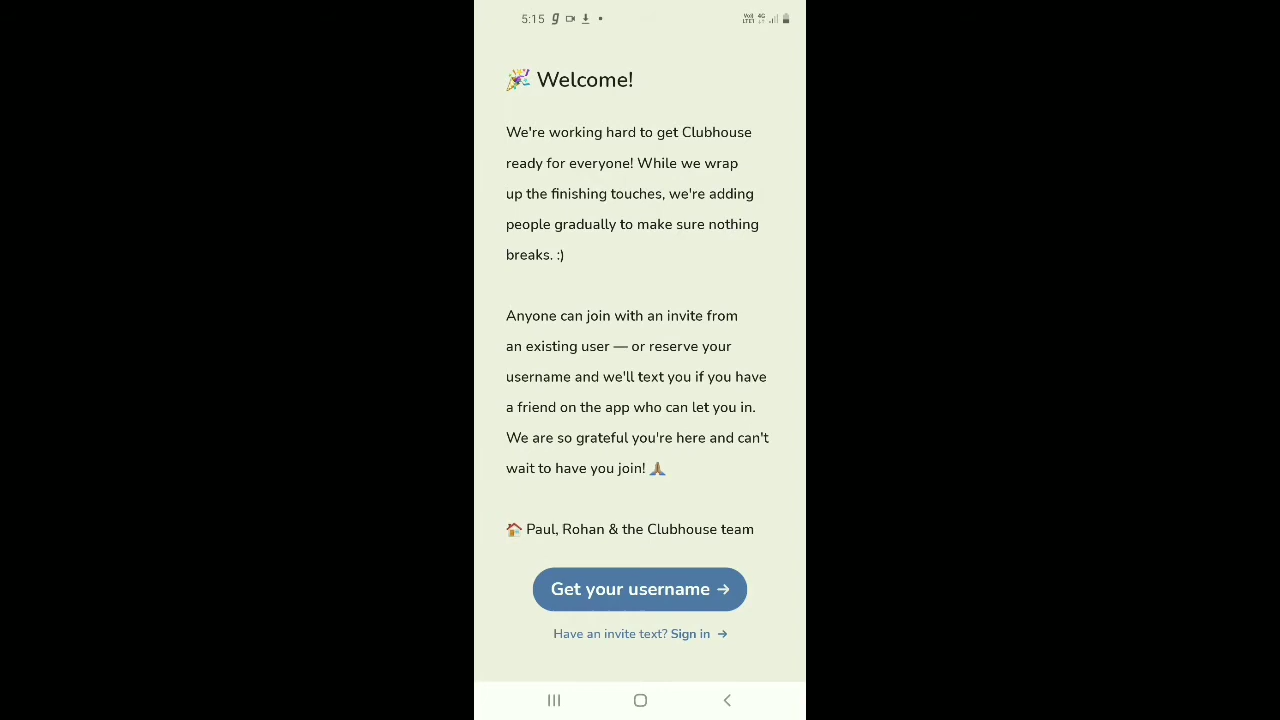 5:15
Welcome!
We're working hard to get Clubhouse
ready for everyone! While we wrap
up the finishing touches, we're adding
people gradually to make sure nothing
breaks. :)
Anyone can join with an invite from
an existing user — or reserve your
username and we'll text you if you have
a friend on the app who can let you in.
We are so grateful you're here and can't
wait to have you join! 🙏🏽
🏠 Paul, Rohan & the Clubhouse team
Get your username →
Have an invite text? Sign in →